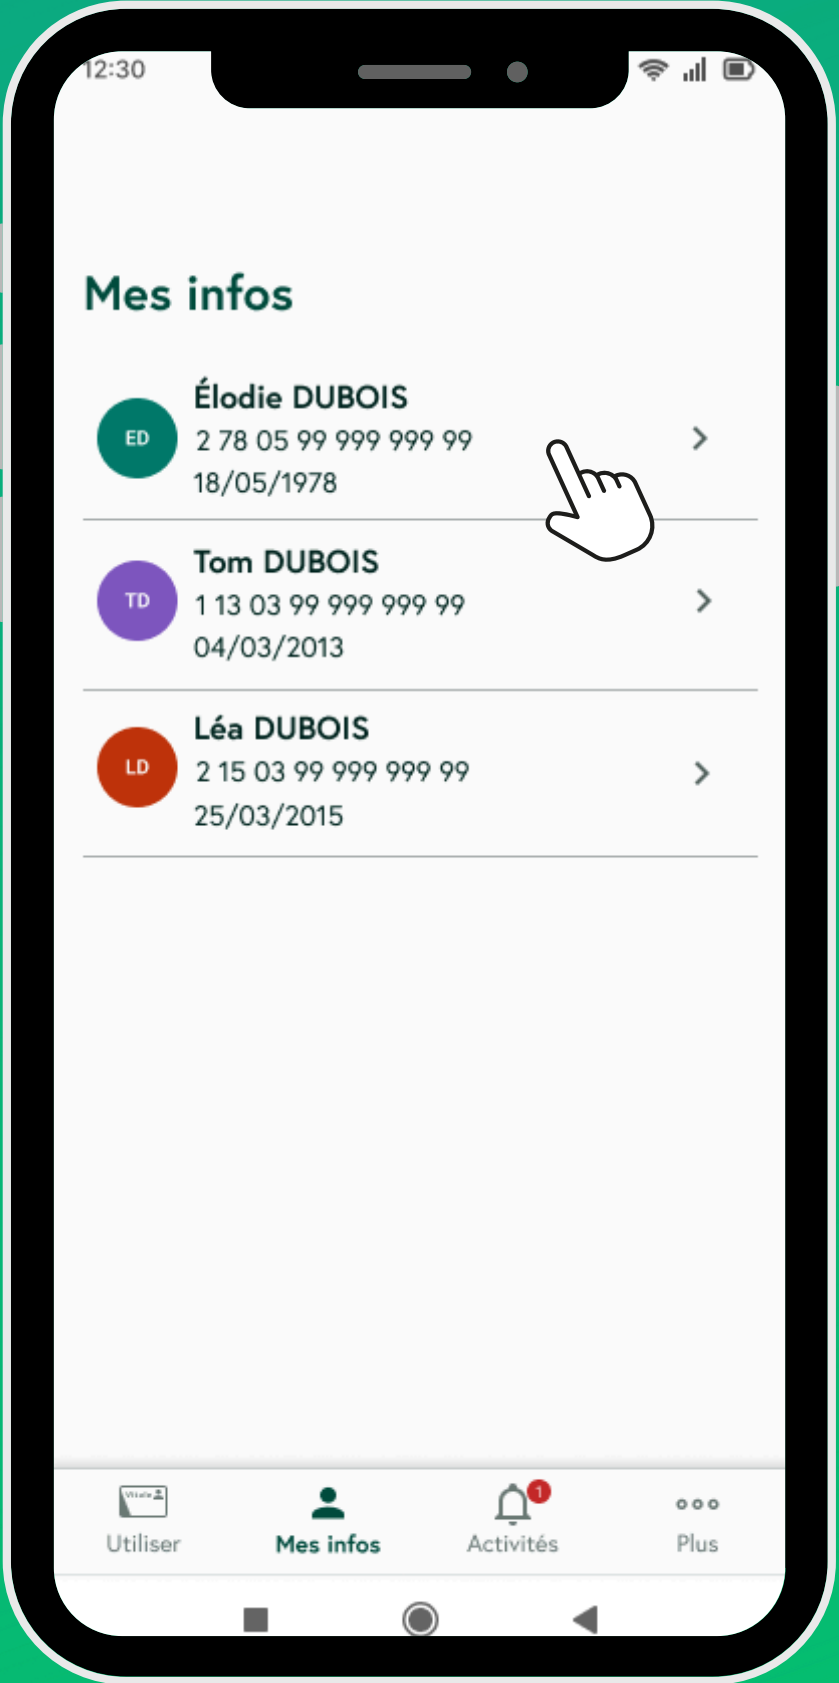 12:30
Mes infos
Élodie DUBOIS
ED
2 78 05 99 999 999 99
18/05/1978
Tom DUBOIS
TD
1 13 03 99 999 999 99
04/03/2013
Léa DUBOIS
LD
2 15 03 99 999 999 99
25/03/2015
Vitale
1
Utiliser
Mes infos
Activités
Plus